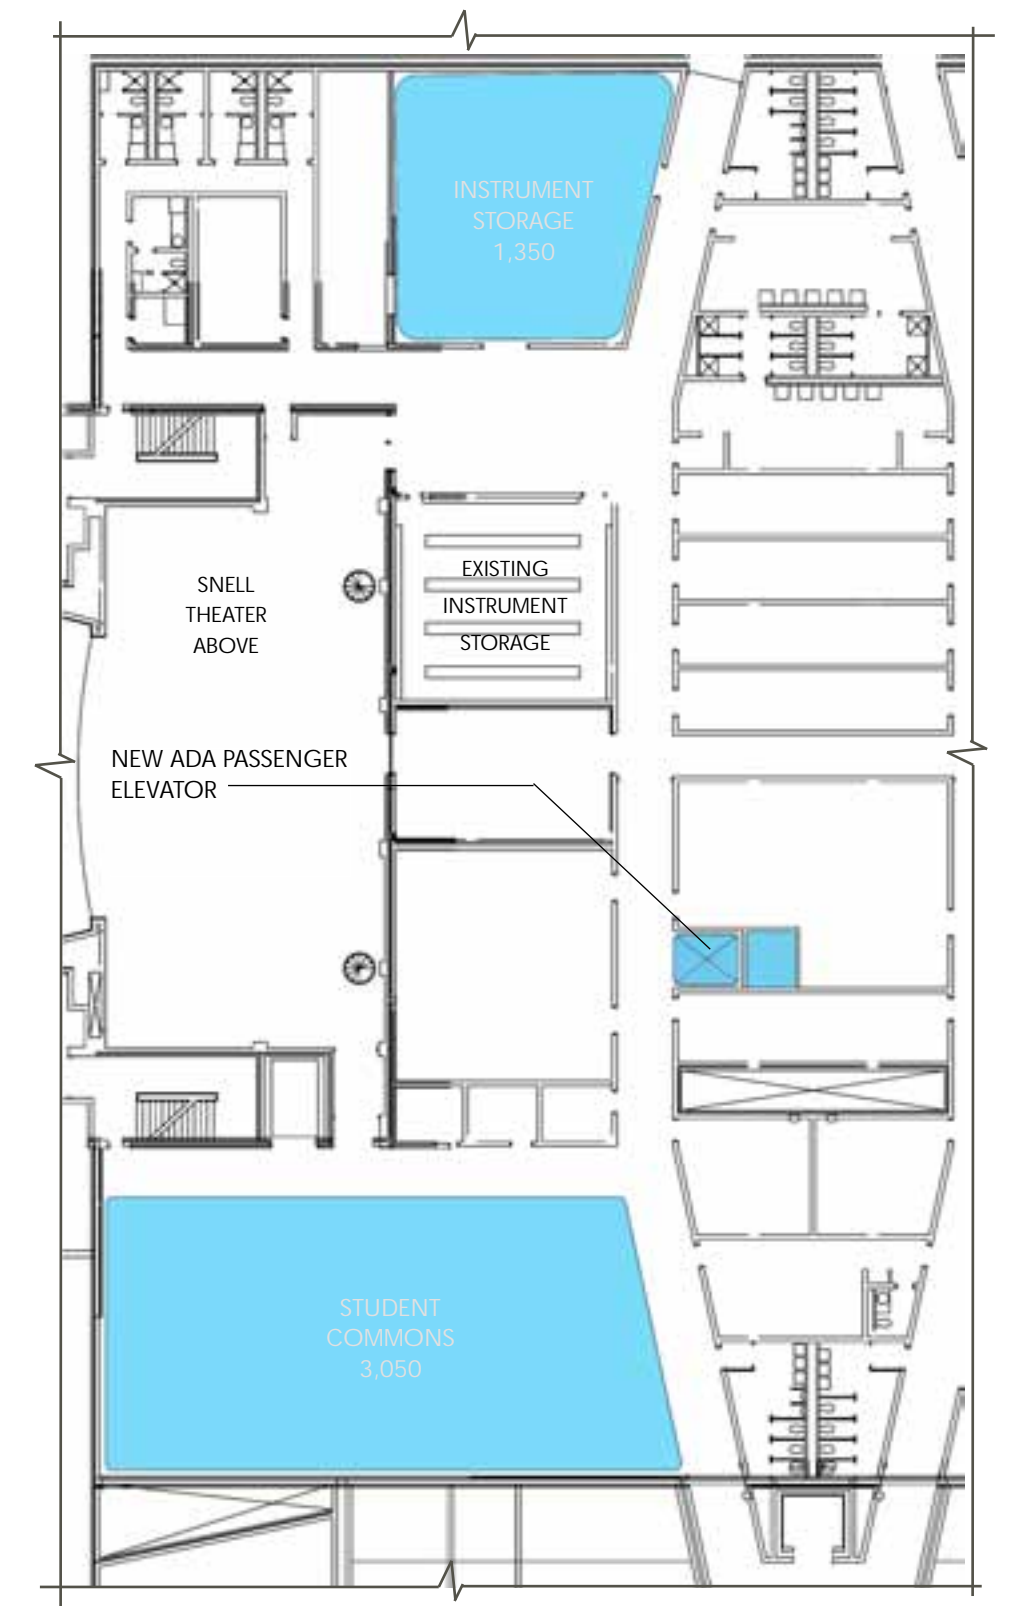 INSTRUMENT
STORAGE
1,350
EXISTING
INSTRUMENT
STORAGE
SNELL
THEATER
ABOVE
NEW ADA PASSENGER
ELEVATOR
STUDENT
COMMONS
3,050